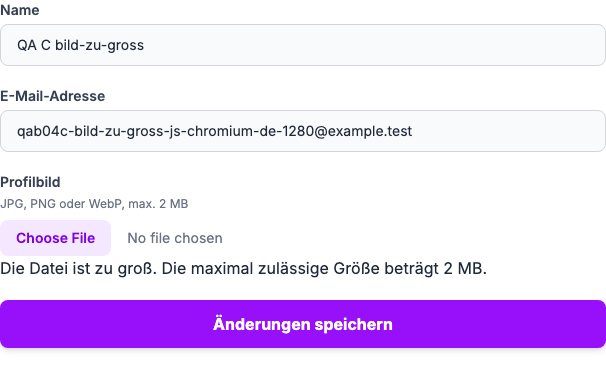 Name
QA C bild-zu-gross
E-Mail-Adresse
qab04c-bild-zu-gross-js-chromium-de-1280@example.test
Profilbild
JPG, PNG oder WebP, max. 2 MB
Choose File No file chosen
Die Datei ist zu groß. Die maximal zulässige Größe beträgt 2 MB.
Änderungen speichern